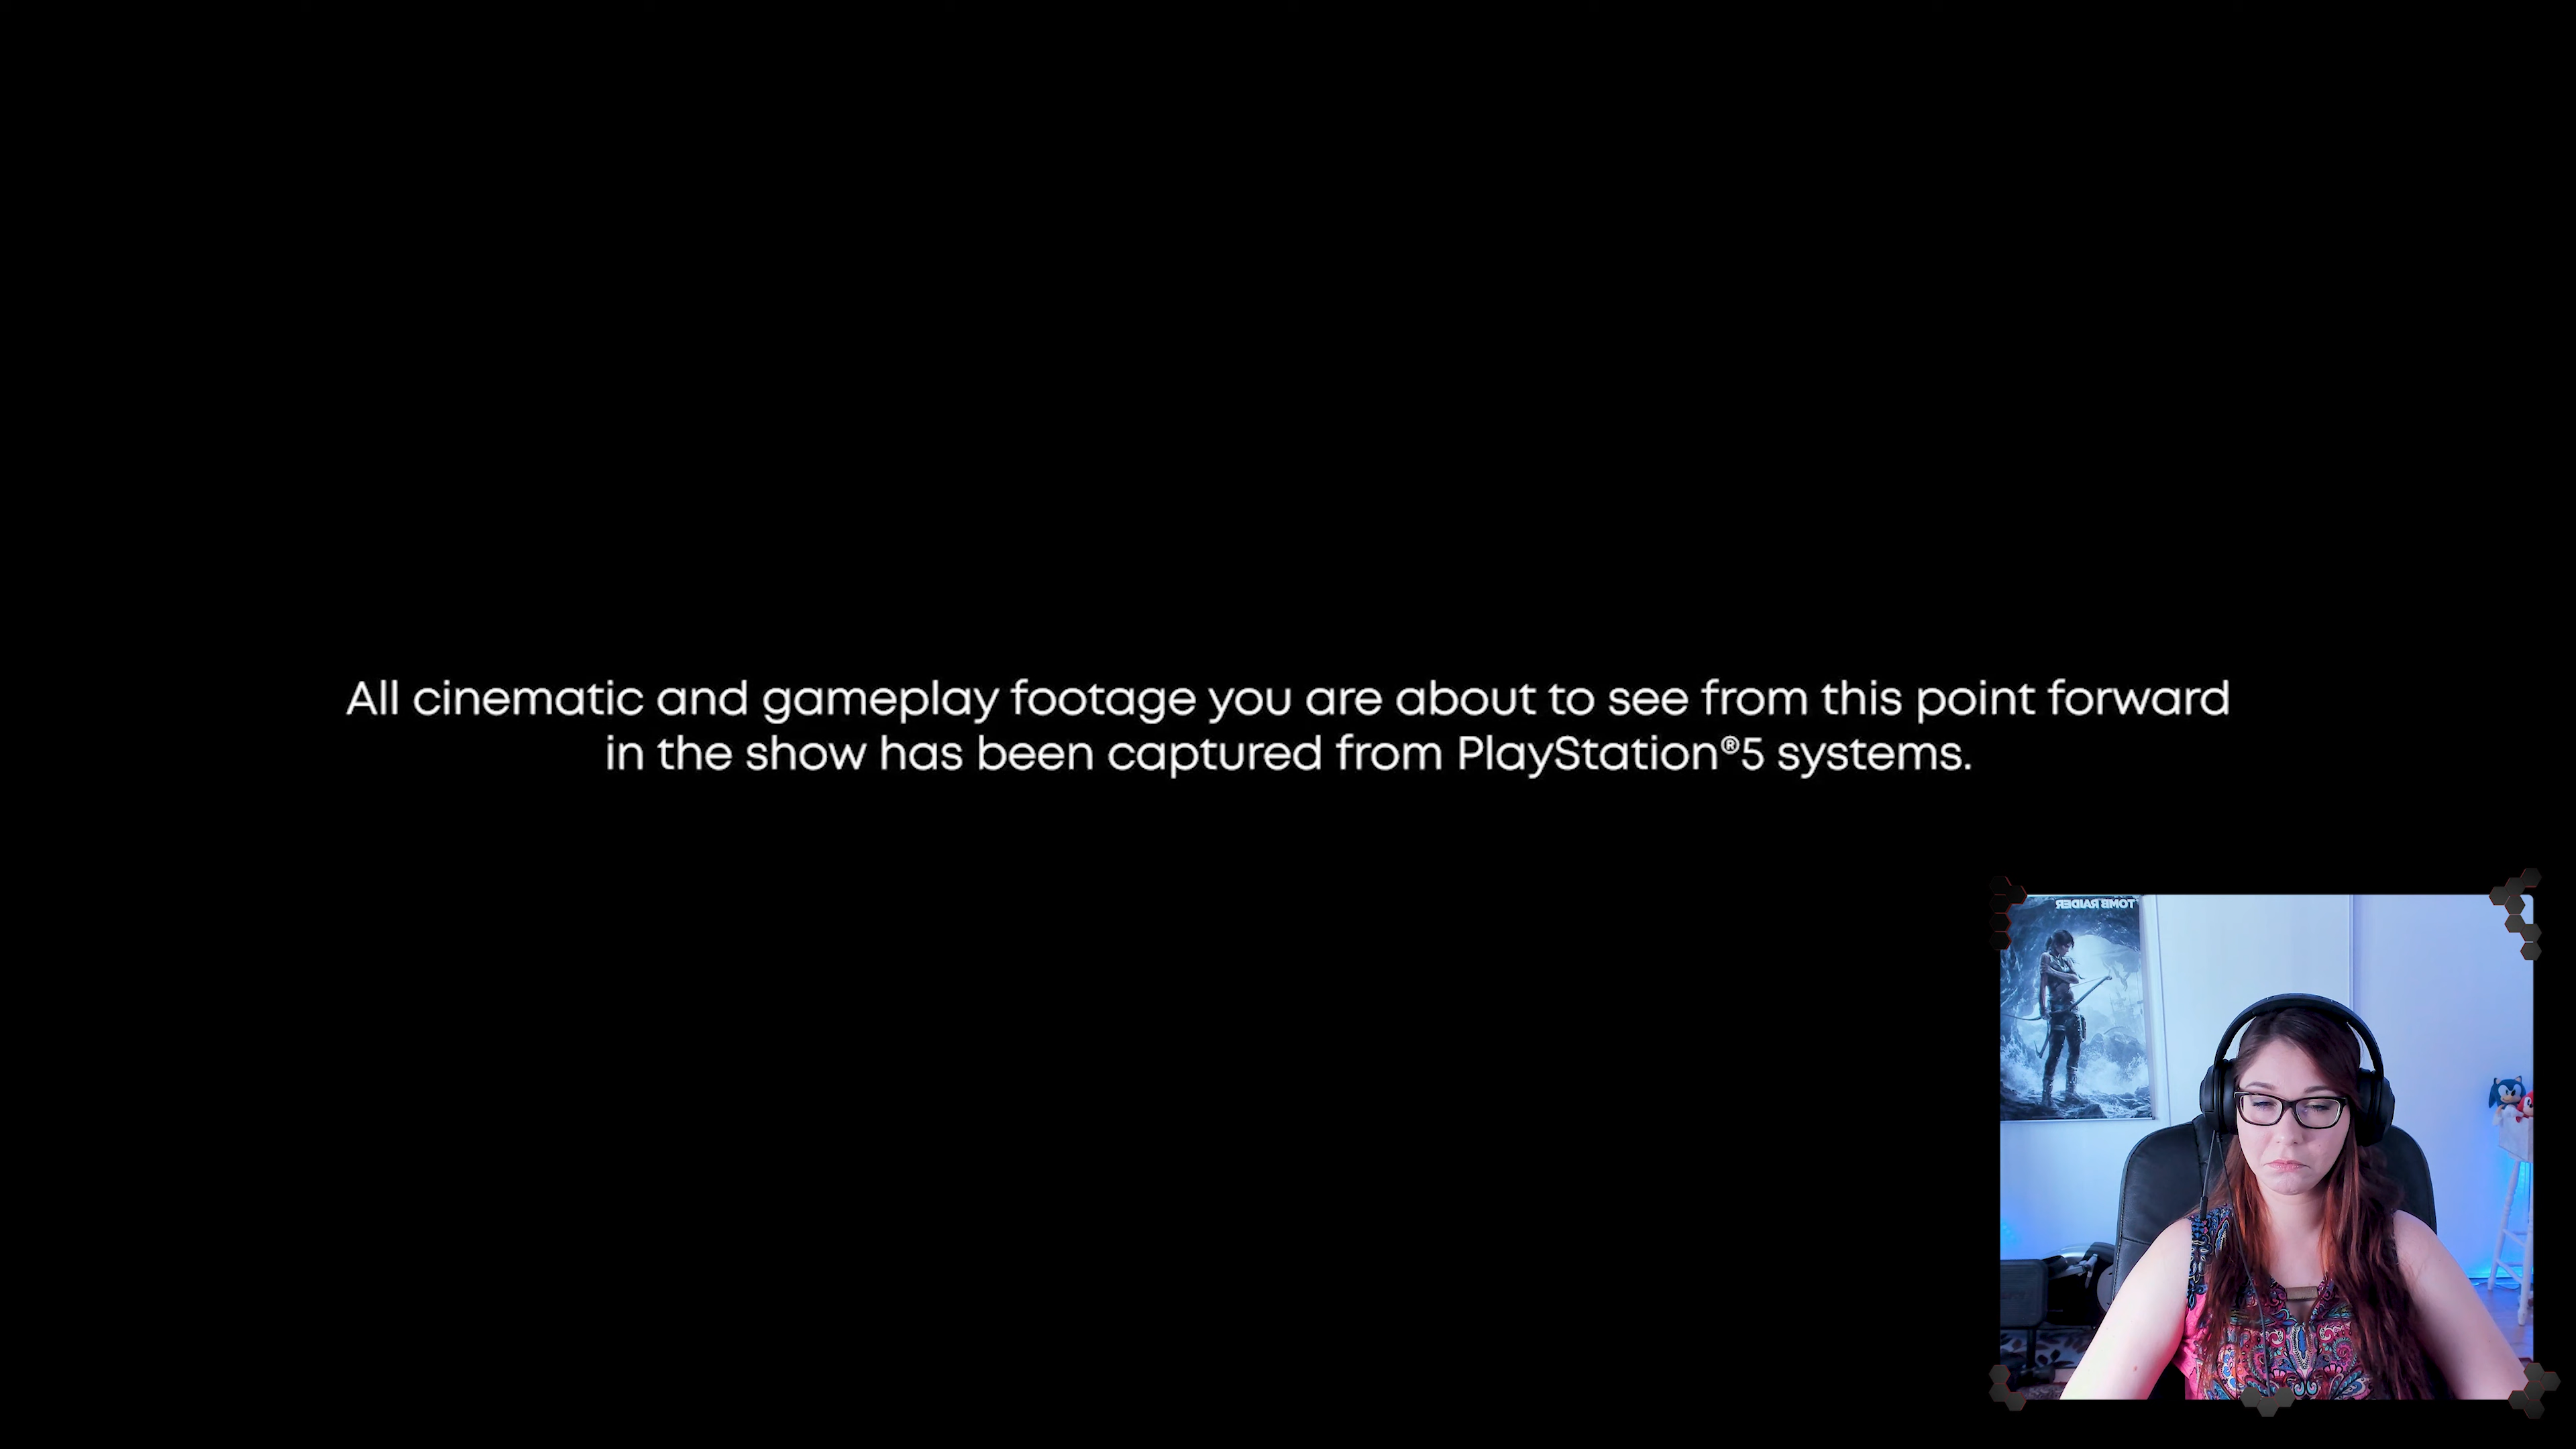 All cinematic and gameplay footage you are about to see from this point forward
in the show has been captured from PlayStation®5 systems.
TOMB RAIDER